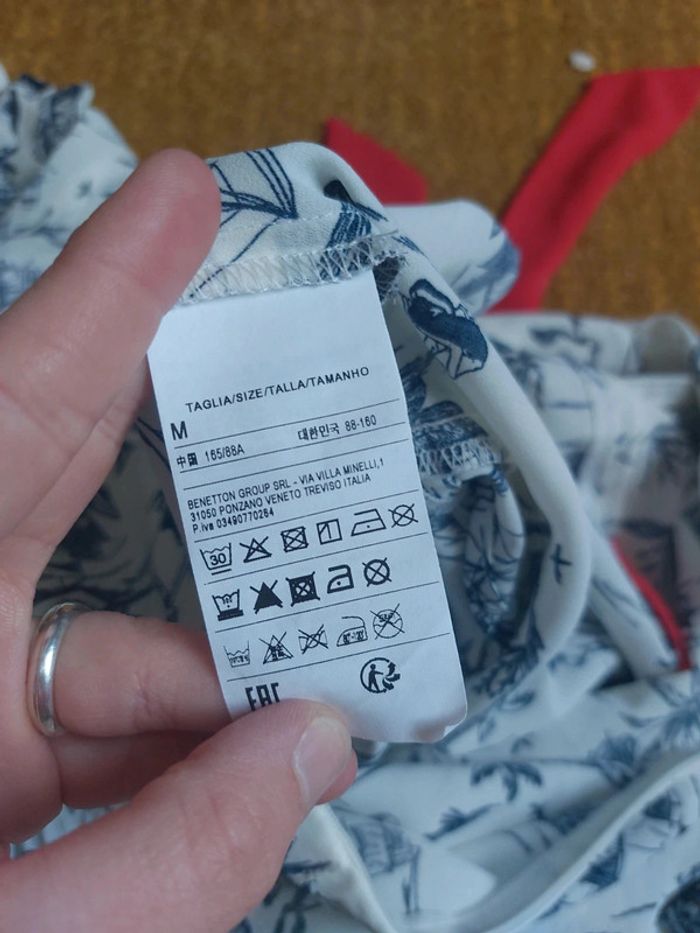 TAGLIA/SIZE/TALLA/TAMANHO
M
中国 165/88A 대한민국 88-160
BENETTON GROUP SRL - VIA VILLA MINELLI,1
31050 PONZANO VENETO TREVISO ITALIA
P.iva 03490770264
30
EAC